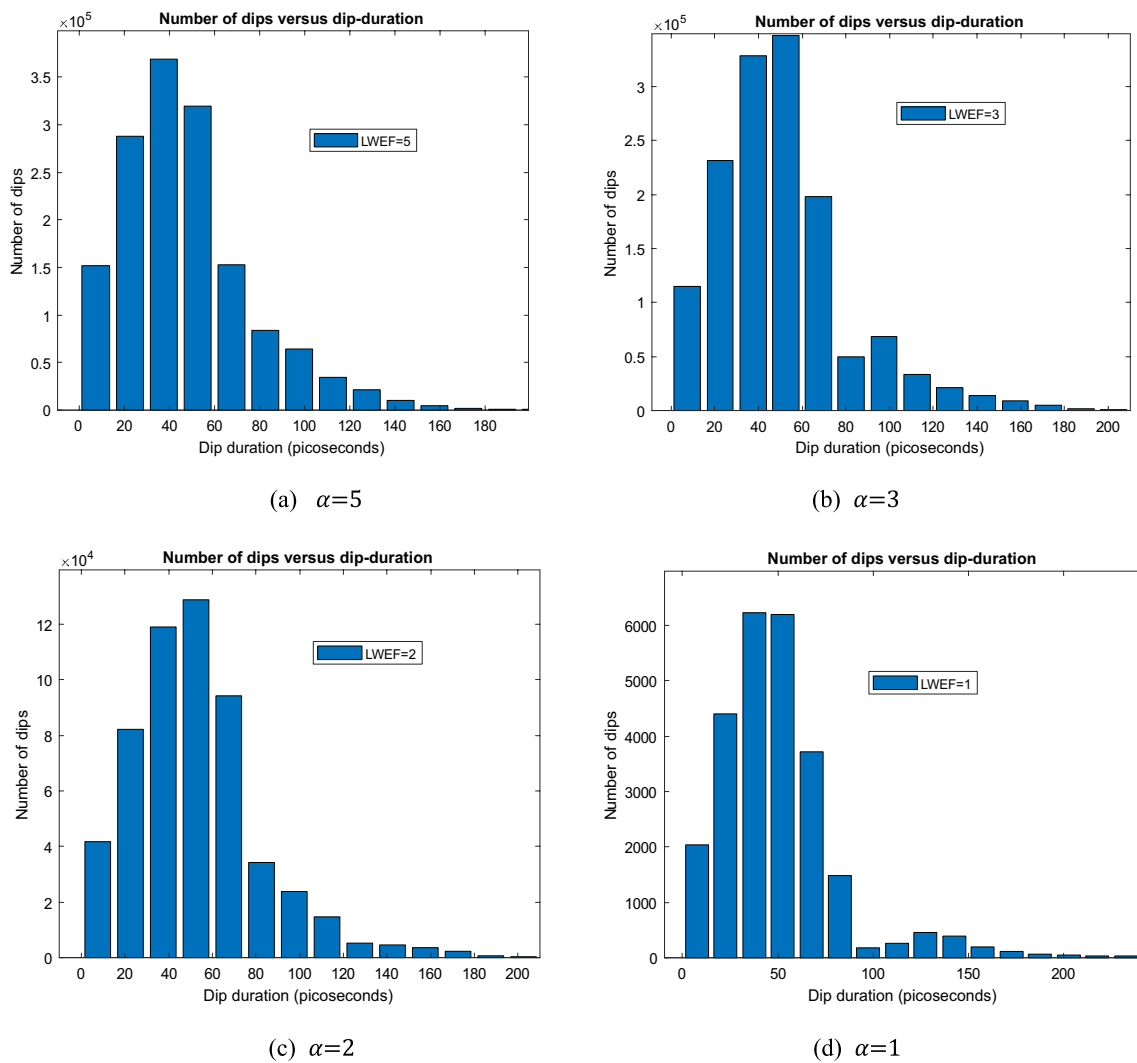 Number of dips versus dip-duration
×10⁵
3.5
3
2.5
2
1.5
1
0.5
0
Number of dips
LWEF=5
0 20 40 60 80 100 120 140 160 180
Dip duration (picoseconds)
(a) α=5
Number of dips versus dip-duration
×10⁵
3
2.5
2
1.5
1
0.5
0
Number of dips
LWEF=3
0 20 40 60 80 100 120 140 160 180 200
Dip duration (picoseconds)
(b) α=3
Number of dips versus dip-duration
×10⁴
12
10
8
6
4
2
0
Number of dips
LWEF=2
0 20 40 60 80 100 120 140 160 180 200
Dip duration (picoseconds)
(c) α=2
Number of dips versus dip-duration
6000
5000
4000
3000
2000
1000
0
Number of dips
LWEF=1
0 50 100 150 200
Dip duration (picoseconds)
(d) α=1